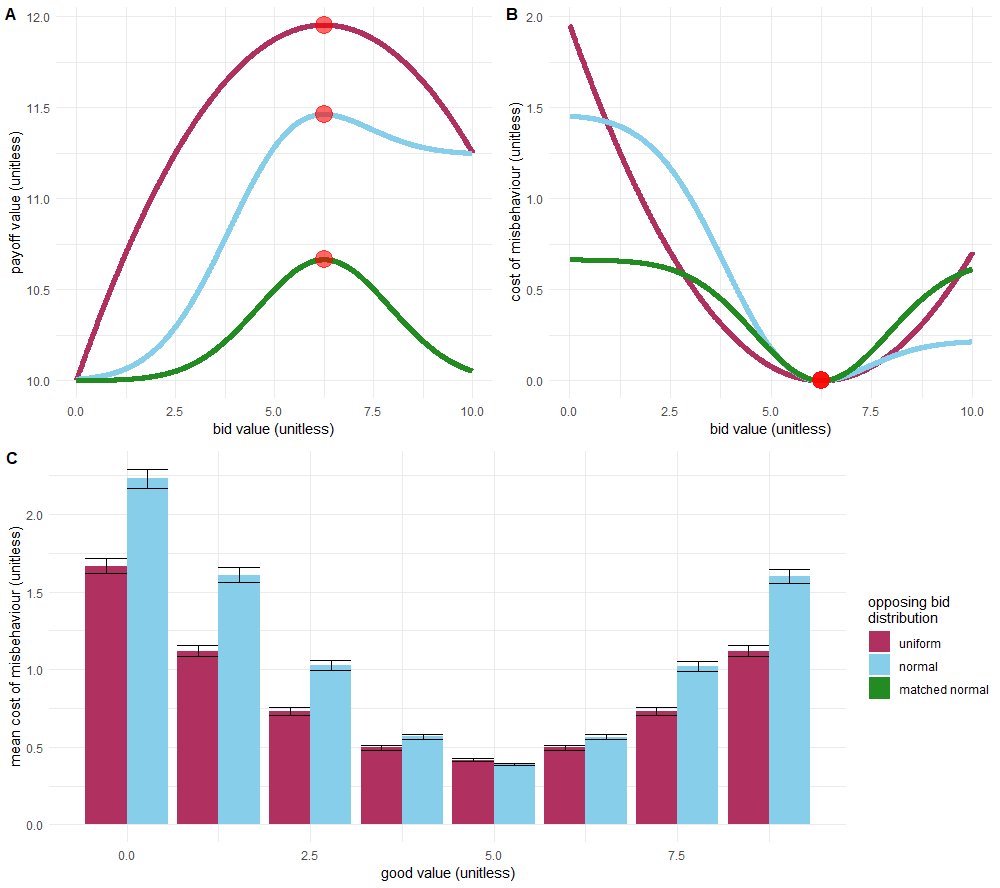 A
12.0
11.5
11.0
10.5
10.0
payoff value (unitless)
0.0 2.5 5.0 7.5 10.0
bid value (unitless)
B
2.0
1.5
1.0
0.5
0.0
cost of misbehaviour (unitless)
0.0 2.5 5.0 7.5 10.0
bid value (unitless)
C
2.0
1.5
1.0
0.5
0.0
mean cost of misbehaviour (unitless)
0.0 2.5 5.0 7.5
good value (unitless)
opposing bid
distribution
uniform
normal
matched normal